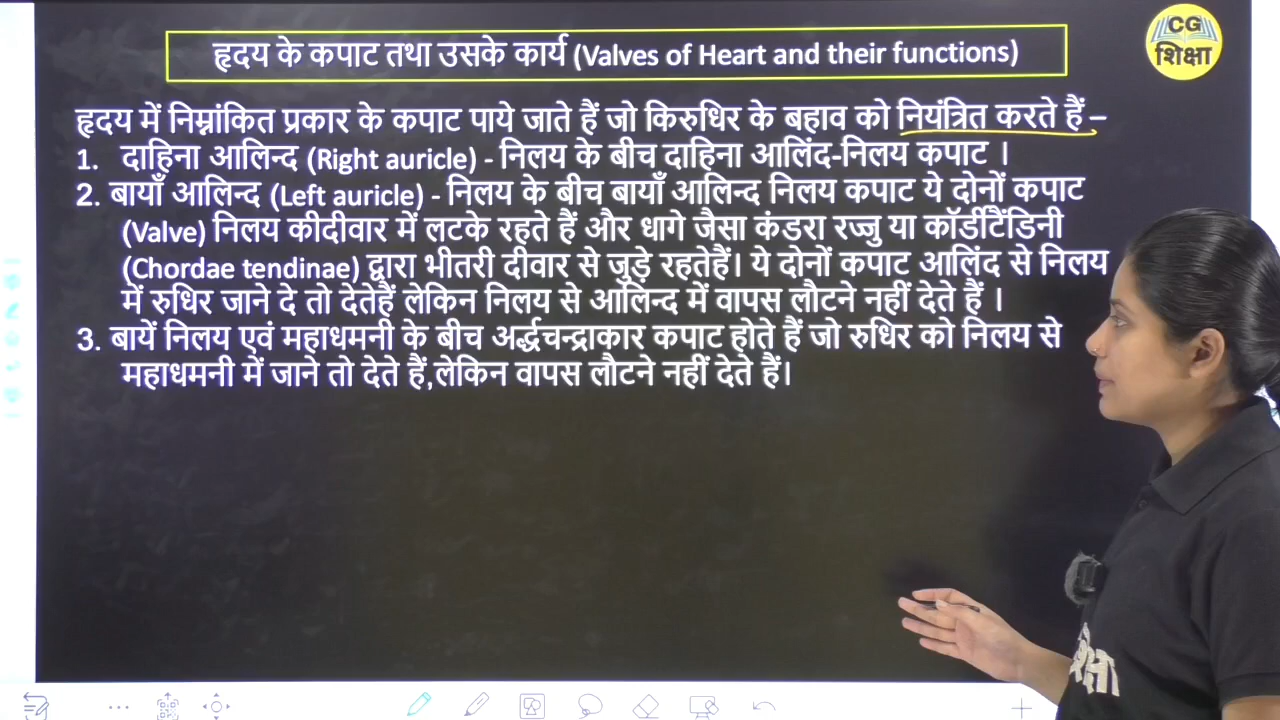 हृदय के कपाट तथा उसके कार्य (Valves of Heart and their functions)
CG
शिक्षा
हृदय में निम्नांकित प्रकार के कपाट पाये जाते हैं जो किरुधिर के बहाव को नियंत्रित करते हैं –
1. दाहिना आलिन्द (Right auricle) - निलय के बीच दाहिना आलिंद-निलय कपाट ।
2. बायाँ आलिन्द (Left auricle) - निलय के बीच बायाँ आलिन्द निलय कपाट ये दोनों कपाट
(Valve) निलय कीदीवार में लटके रहते हैं और धागे जैसा कंडरा रज्जु या कॉर्डीटेंडिनी
(Chordae tendinae) द्वारा भीतरी दीवार से जुड़े रहतेहैं। ये दोनों कपाट आलिंद से निलय
में रुधिर जाने दे तो देतेहैं लेकिन निलय से आलिन्द में वापस लौटने नहीं देते हैं ।
3. बायें निलय एवं महाधमनी के बीच अर्द्धचन्द्राकार कपाट होते हैं जो रुधिर को निलय से
महाधमनी में जाने तो देते हैं,लेकिन वापस लौटने नहीं देते हैं।